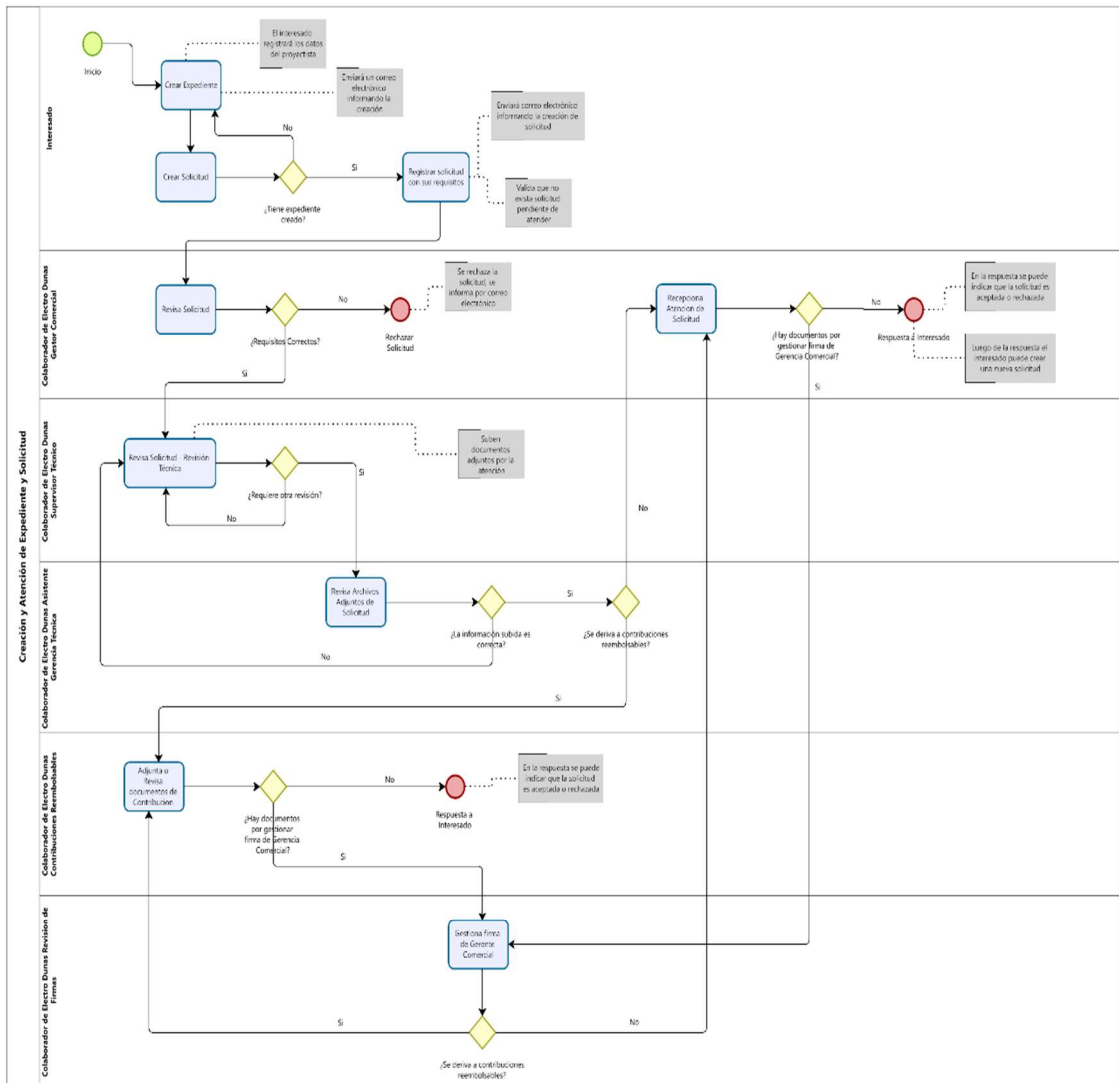 Creación y Atención de Expediente y Solicitud
Interesado
Inicio
Crear Expediente
El interesado
registrará los datos
del proyectista
Enviará un correo
electrónico
informando la
creación
No
Crear Solicitud
¿Tiene expediente
creado?
Si
Registrar solicitud
con sus requisitos
Enviará correo electrónico
informando la creación de
solicitud
Valida que no
exista solicitud
pendiente de
atender
Colaborador de Electro Dunas
Gestor Comercial
Revisa Solicitud
¿Requisitos Correctos?
No
Rechazar
Solicitud
Se rechaza la
solicitud, se
informa por correo
electrónico
Si
Recepciona
Atencion de
Solicitud
¿Hay documentos por
gestionar firma de
Gerencia Comercial?
No
Respuesta a Interesado
En la respuesta se puede
indicar que la solicitud es
aceptada o rechazada
Luego de la respuesta el
interesado puede crear
una nueva solicitud
Si
Colaborador de Electro Dunas
Supervisor Técnico
Revisa Solicitud - Revisión
Técnica
¿Requiere otra revisión?
Si
No
Suben
documentos
adjuntos por la
atención
No
Colaborador de Electro Dunas Asistente
Gerencia Técnica
Revisa Archivos
Adjuntos de
Solicitud
¿La información subida es
correcta?
Si
No
¿Se deriva a contribuciones
reembolsables?
Si
Colaborador de Electro Dunas
Contribuciones Reembolsables
Adjunta o
Revisa
documentos de
Contribucion
¿Hay documentos
por gestionar
firma de Gerencia
Comercial?
No
Respuesta a
Interesado
En la respuesta se puede
indicar que la solicitud
es aceptada o rechazada
Si
Colaborador de Electro Dunas Revision de
Firmas
Gestiona firma
de Gerente
Comercial
Si
No
¿Se deriva a contribuciones
reembolsables?